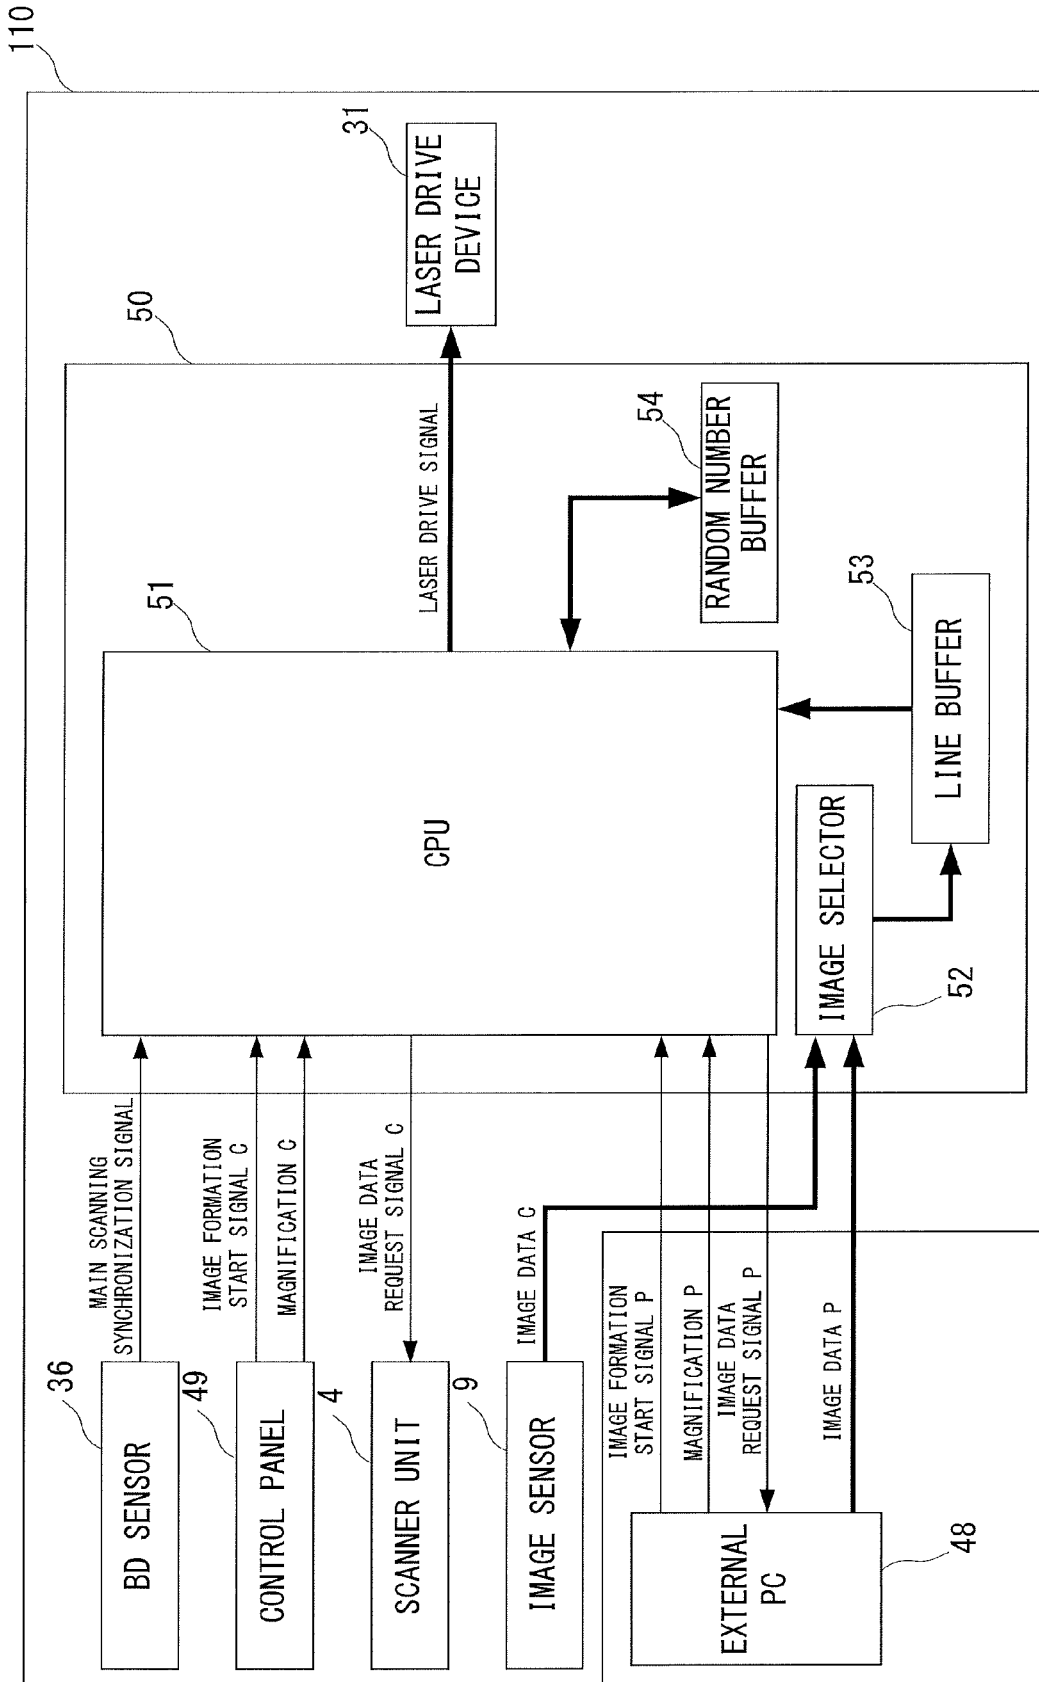 110
BD SENSOR
36
MAIN SCANNING
SYNCHRONIZATION SIGNAL
CONTROL PANEL
49
IMAGE FORMATION
START SIGNAL C
MAGNIFICATION C
SCANNER UNIT
4
IMAGE DATA
REQUEST SIGNAL C
IMAGE SENSOR
9
IMAGE DATA C
EXTERNAL
PC
48
IMAGE FORMATION
START SIGNAL P
MAGNIFICATION P
IMAGE DATA
REQUEST SIGNAL P
IMAGE DATA P
50
CPU
51
IMAGE SELECTOR
52
LINE BUFFER
53
RANDOM NUMBER
BUFFER
54
LASER DRIVE SIGNAL
LASER DRIVE
DEVICE
31